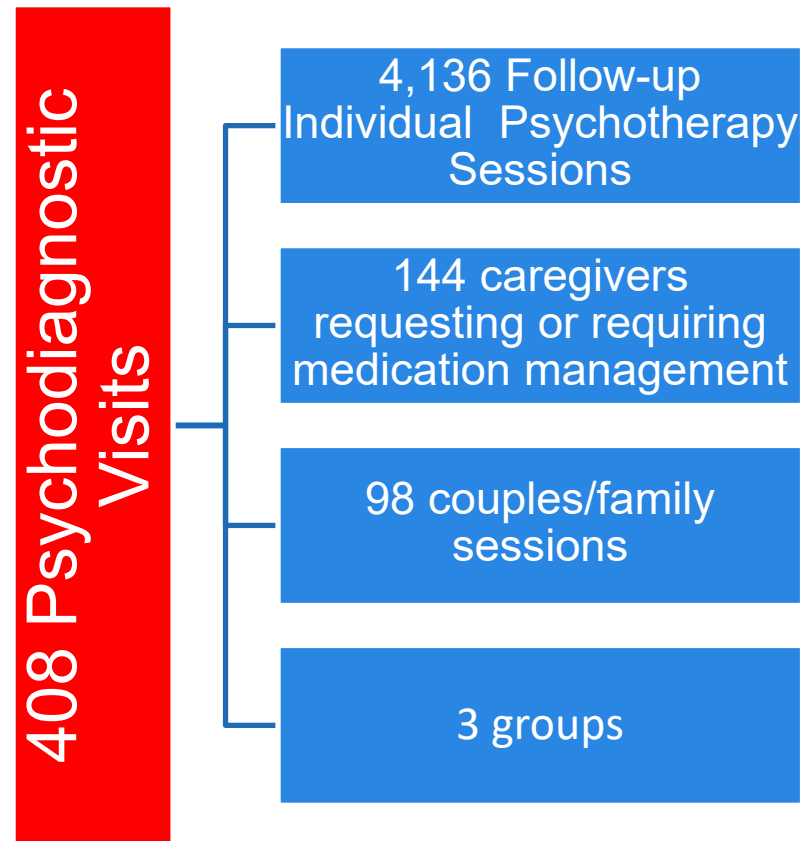 408 Psychodiagnostic
Visits
4,136 Follow-up
Individual Psychotherapy
Sessions
144 caregivers
requesting or requiring
medication management
98 couples/family
sessions
3 groups